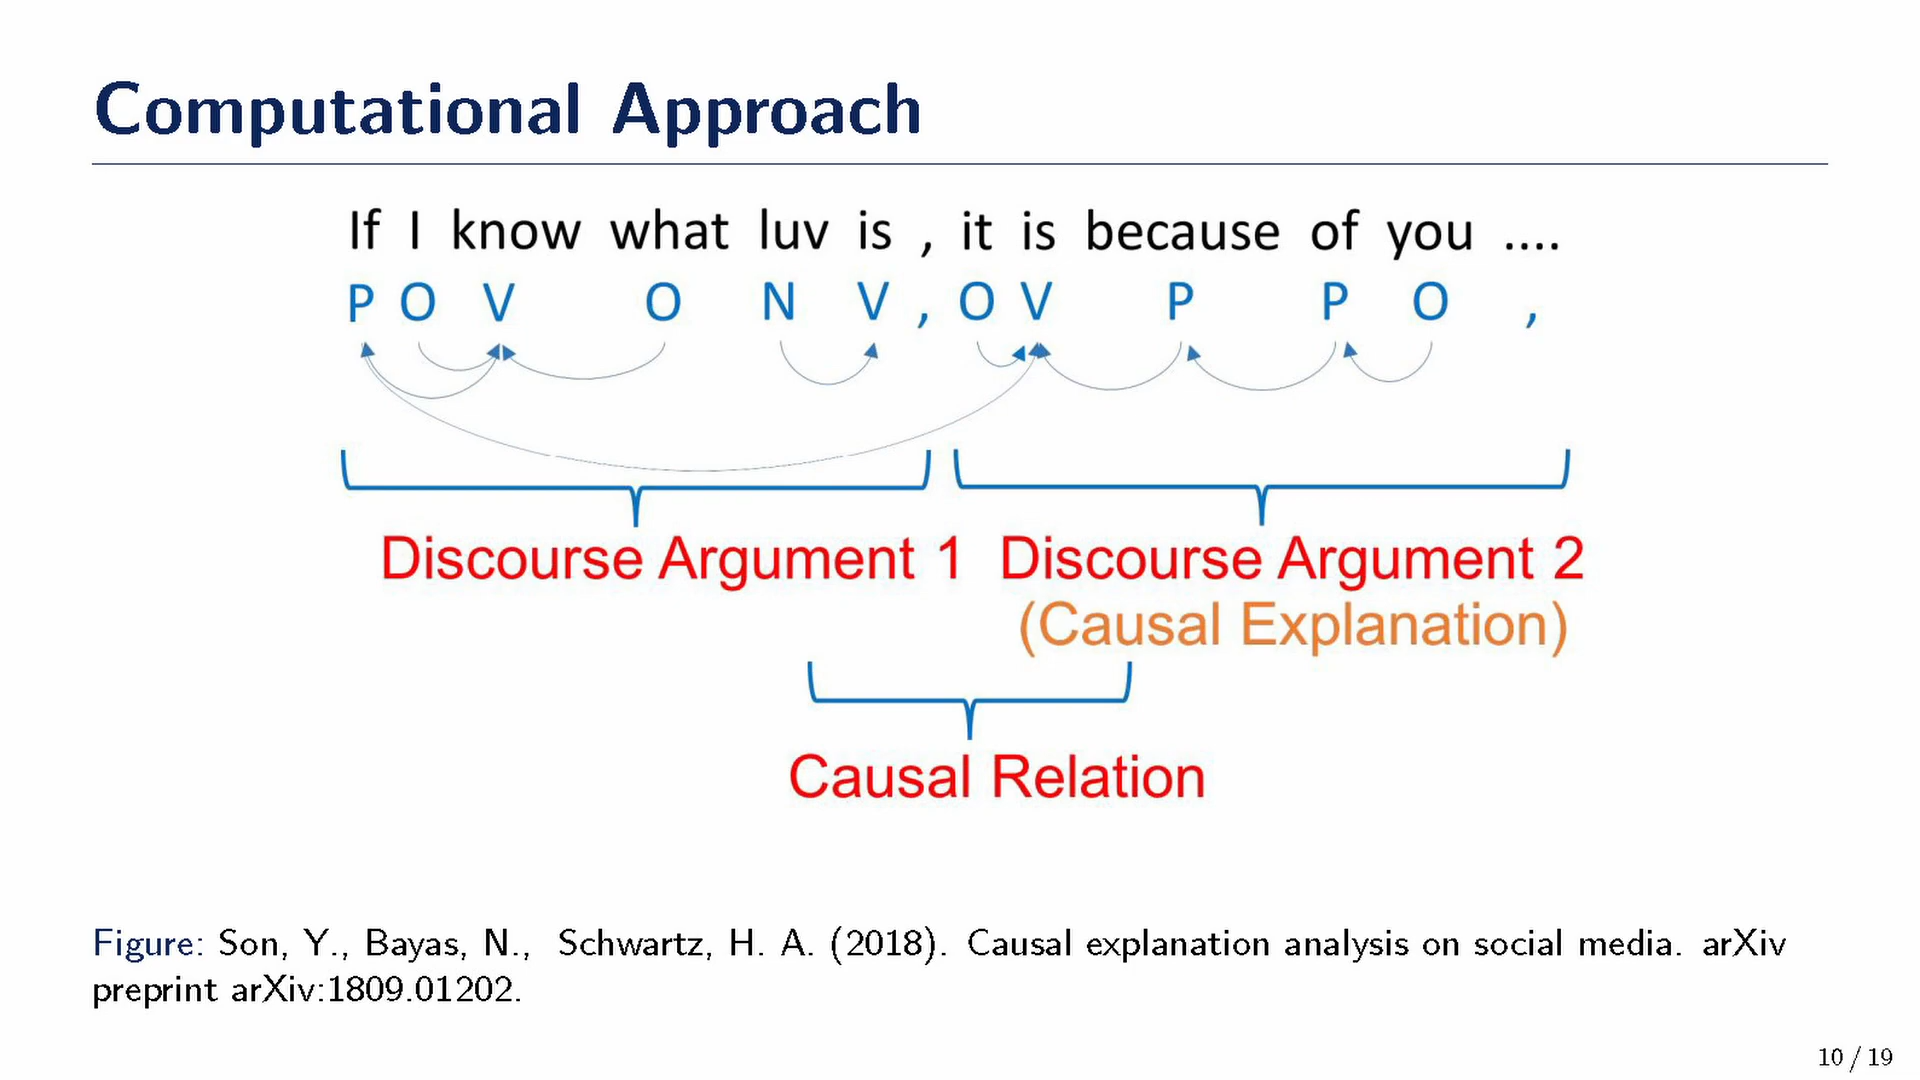 Computational Approach
If I know what luv is , it is because of you ....
P O V O N V , O V P P O ,
Discourse Argument 1 Discourse Argument 2
(Causal Explanation)
Causal Relation
Figure: Son, Y., Bayas, N., Schwartz, H. A. (2018). Causal explanation analysis on social media. arXiv
preprint arXiv:1809.01202.
10 / 19